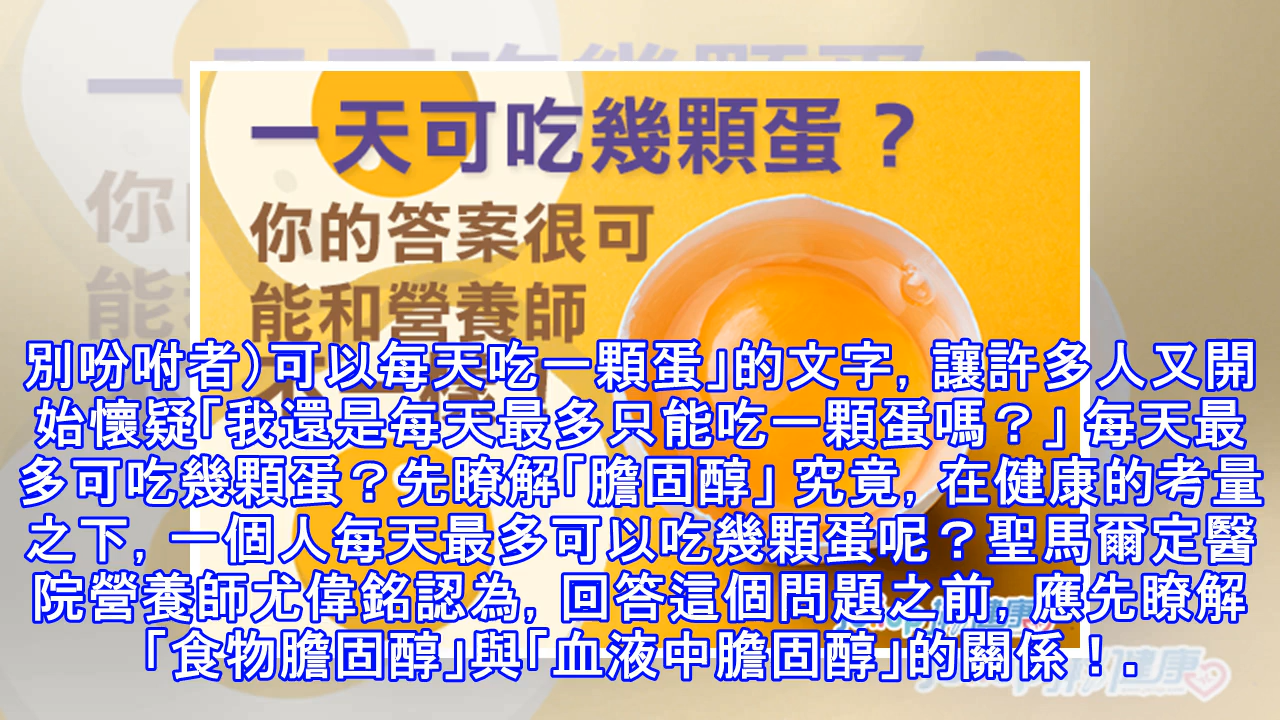 一天可吃幾顆蛋？
你的答案很可
能和營養師
不一樣！
別吩咐者）可以每天吃一顆蛋」的文字, 讓許多人又開
始懷疑「我還是每天最多只能吃一顆蛋嗎？」每天最
多可吃幾顆蛋？先瞭解「膽固醇」究竟, 在健康的考量
之下, 一個人每天最多可以吃幾顆蛋呢？聖馬爾定醫
院營養師尤偉銘認為, 回答這個問題之前, 應先瞭解
「食物膽固醇」與「血液中膽固醇」的關係！.